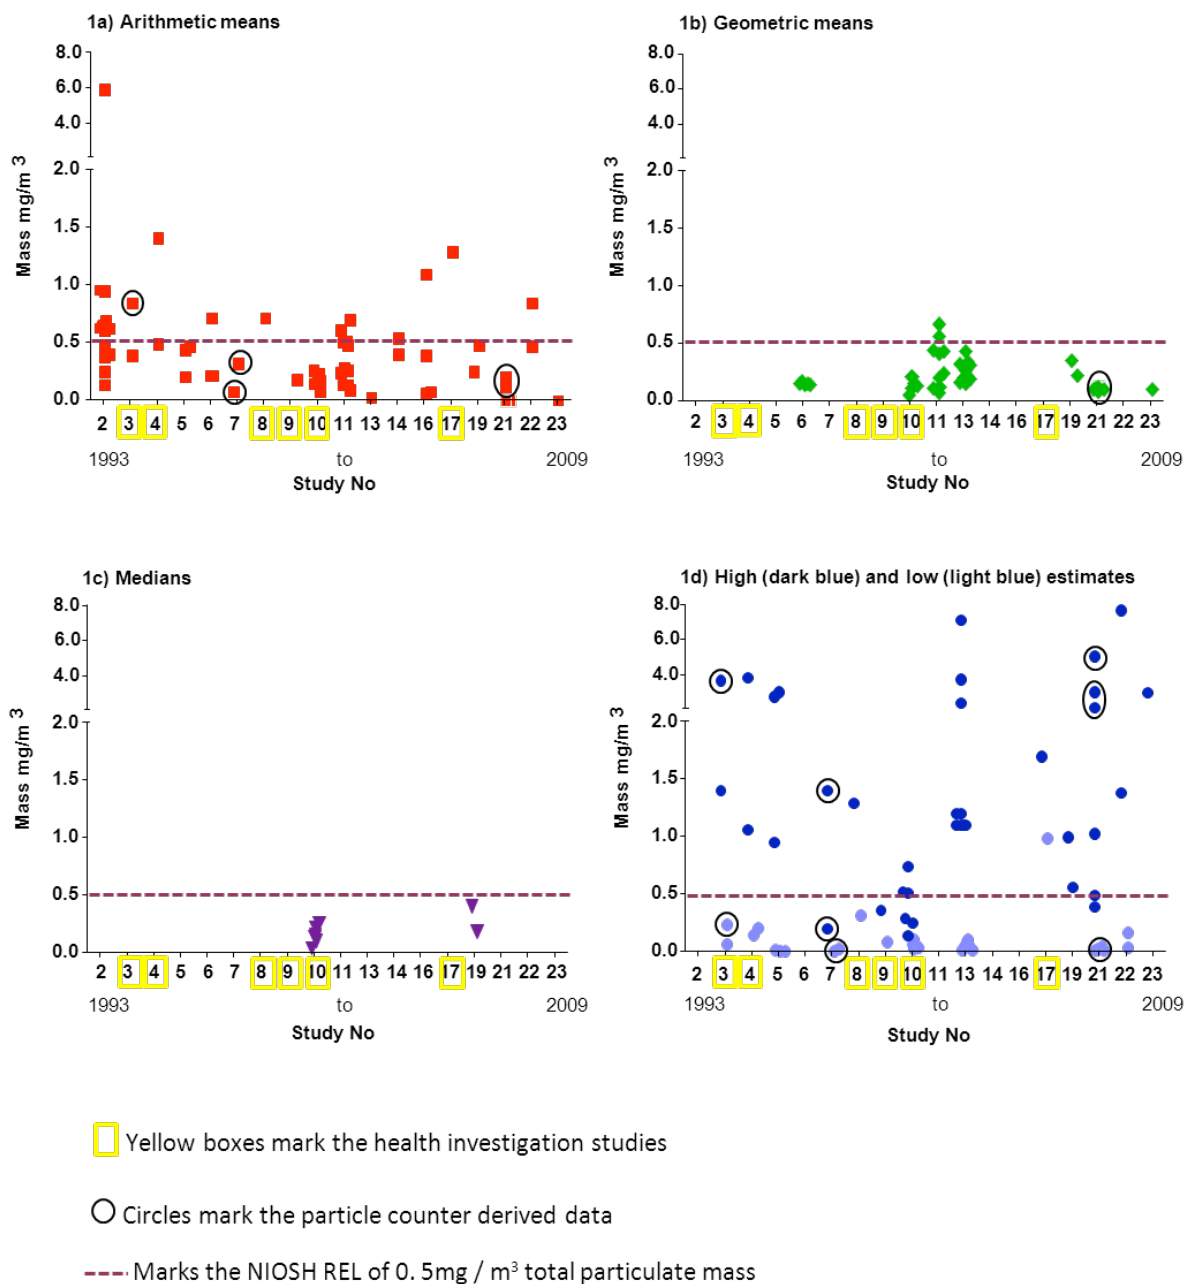 1a) Arithmetic means
8.0
6.0
4.0
2.0
1.5
1.0
0.5
0.0
Mass mg/m 3
2 3 4 5 6 7 8 9 10 11 13 14 16 17 19 21 22 23
1993 to 2009
Study No
1b) Geometric means
8.0
6.0
4.0
2.0
1.5
1.0
0.5
0.0
Mass mg/m 3
2 3 4 5 6 7 8 9 10 11 13 14 16 17 19 21 22 23
1993 to 2009
Study No
1c) Medians
8.0
6.0
4.0
2.0
1.5
1.0
0.5
0.0
Mass mg/m 3
2 3 4 5 6 7 8 9 10 11 13 14 16 17 19 21 22 23
1993 to 2009
Study No
1d) High (dark blue) and low (light blue) estimates
8.0
6.0
4.0
2.0
1.5
1.0
0.5
0.0
Mass mg/m 3
2 3 4 5 6 7 8 9 10 11 13 14 16 17 19 21 22 23
1993 to 2009
Study No
Yellow boxes mark the health investigation studies
Circles mark the particle counter derived data
Marks the NIOSH REL of 0. 5mg / m³ total particulate mass